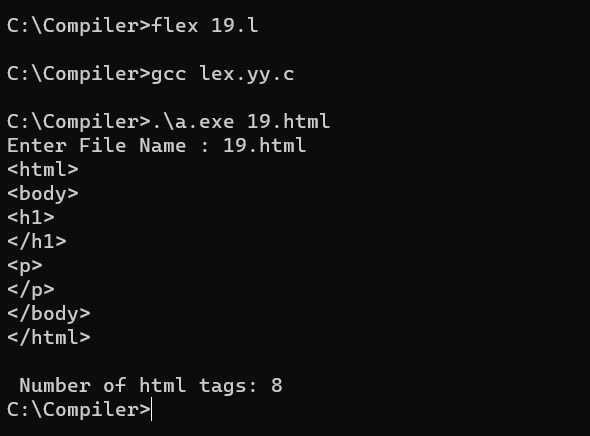 C:\Compiler>flex 19.l
C:\Compiler>gcc lex.yy.c
C:\Compiler>.\a.exe 19.html
Enter File Name : 19.html
<html>
<body>
<h1>
</h1>
<p>
</p>
</body>
</html>
Number of html tags: 8
C:\Compiler>